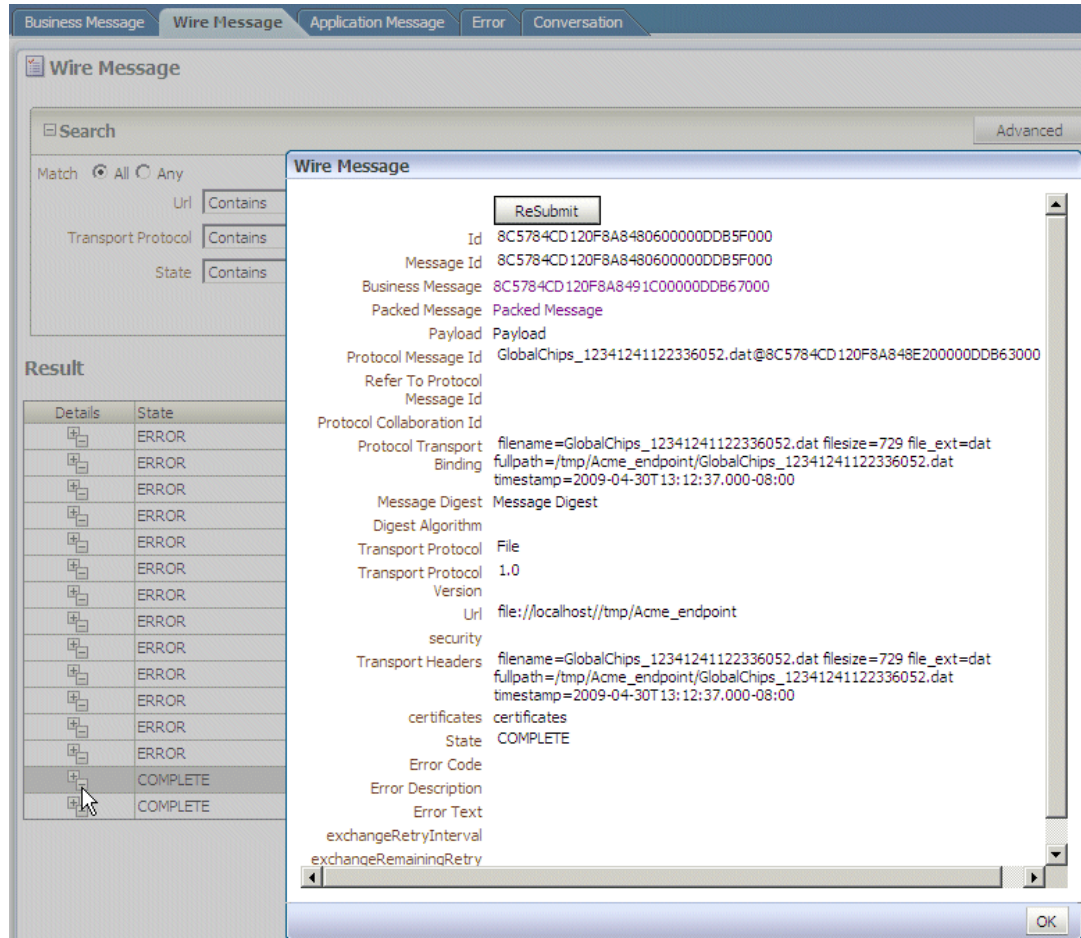 Business Message Wire Message Application Message Error Conversation
Wire Message
Search
Advanced
Match All Any
Url Contains
Transport Protocol Contains
State Contains
Result
Details State
ERROR
ERROR
ERROR
ERROR
ERROR
ERROR
ERROR
ERROR
ERROR
ERROR
ERROR
ERROR
ERROR
COMPLETE
COMPLETE
Wire Message
ReSubmit
Id 8C5784CD120F8A8480600000DDB5F000
Message Id 8C5784CD120F8A8480600000DDB5F000
Business Message 8C5784CD120F8A8491C00000DDB67000
Packed Message Packed Message
Payload Payload
Protocol Message Id GlobalChips_12341241122336052.dat@8C5784CD120F8A848E200000DDB63000
Refer To Protocol
Message Id
Protocol Collaboration Id
Protocol Transport filename=GlobalChips_12341241122336052.dat filesize=729 file_ext=dat
Binding fullpath=/tmp/Acme_endpoint/GlobalChips_12341241122336052.dat
timestamp=2009-04-30T13:12:37.000-08:00
Message Digest Message Digest
Digest Algorithm
Transport Protocol File
Transport Protocol 1.0
Version
Url file://localhost//tmp/Acme_endpoint
security
Transport Headers filename=GlobalChips_12341241122336052.dat filesize=729 file_ext=dat
fullpath=/tmp/Acme_endpoint/GlobalChips_12341241122336052.dat
timestamp=2009-04-30T13:12:37.000-08:00
certificates certificates
State COMPLETE
Error Code
Error Description
Error Text
exchangeRetryInterval
exchangeRemainingRetry
OK